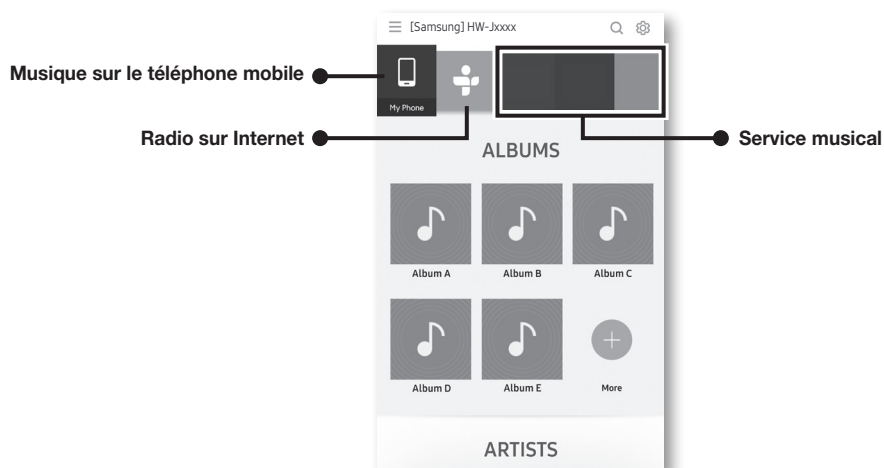 [Samsung] HW-Jxxxx
Musique sur le téléphone mobile
My Phone
Radio sur Internet
Service musical
ALBUMS
Album A
Album B
Album C
Album D
Album E
More
ARTISTS